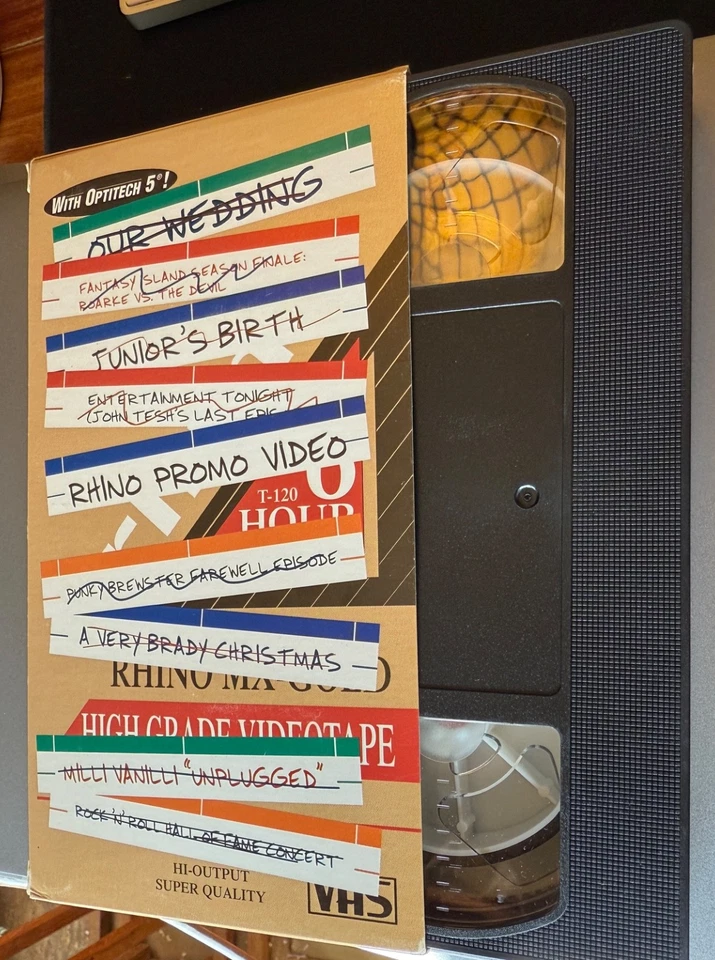 WITH OPTITECH 5®!
OUR WEDDING
FANTASY ISLAND SEASON FINALE:
ROARKE VS. THE DEVIL
JUNIOR'S BIRTH
ENTERTAINMENT TONIGHT
(JOHN TESH'S LAST EPIS
RHINO PROMO VIDEO
6
T-120
HOUR
PUNKY BREWSTER FAREWELL EPISODE
A VERY BRADY CHRISTMAS
RHINO MX-GOLD
HIGH GRADE VIDEOTAPE
MILLI VANILLI "UNPLUGGED"
ROCK 'N' ROLL HALL OF FAME CONCERT
HI-OUTPUT
SUPER QUALITY
VHS